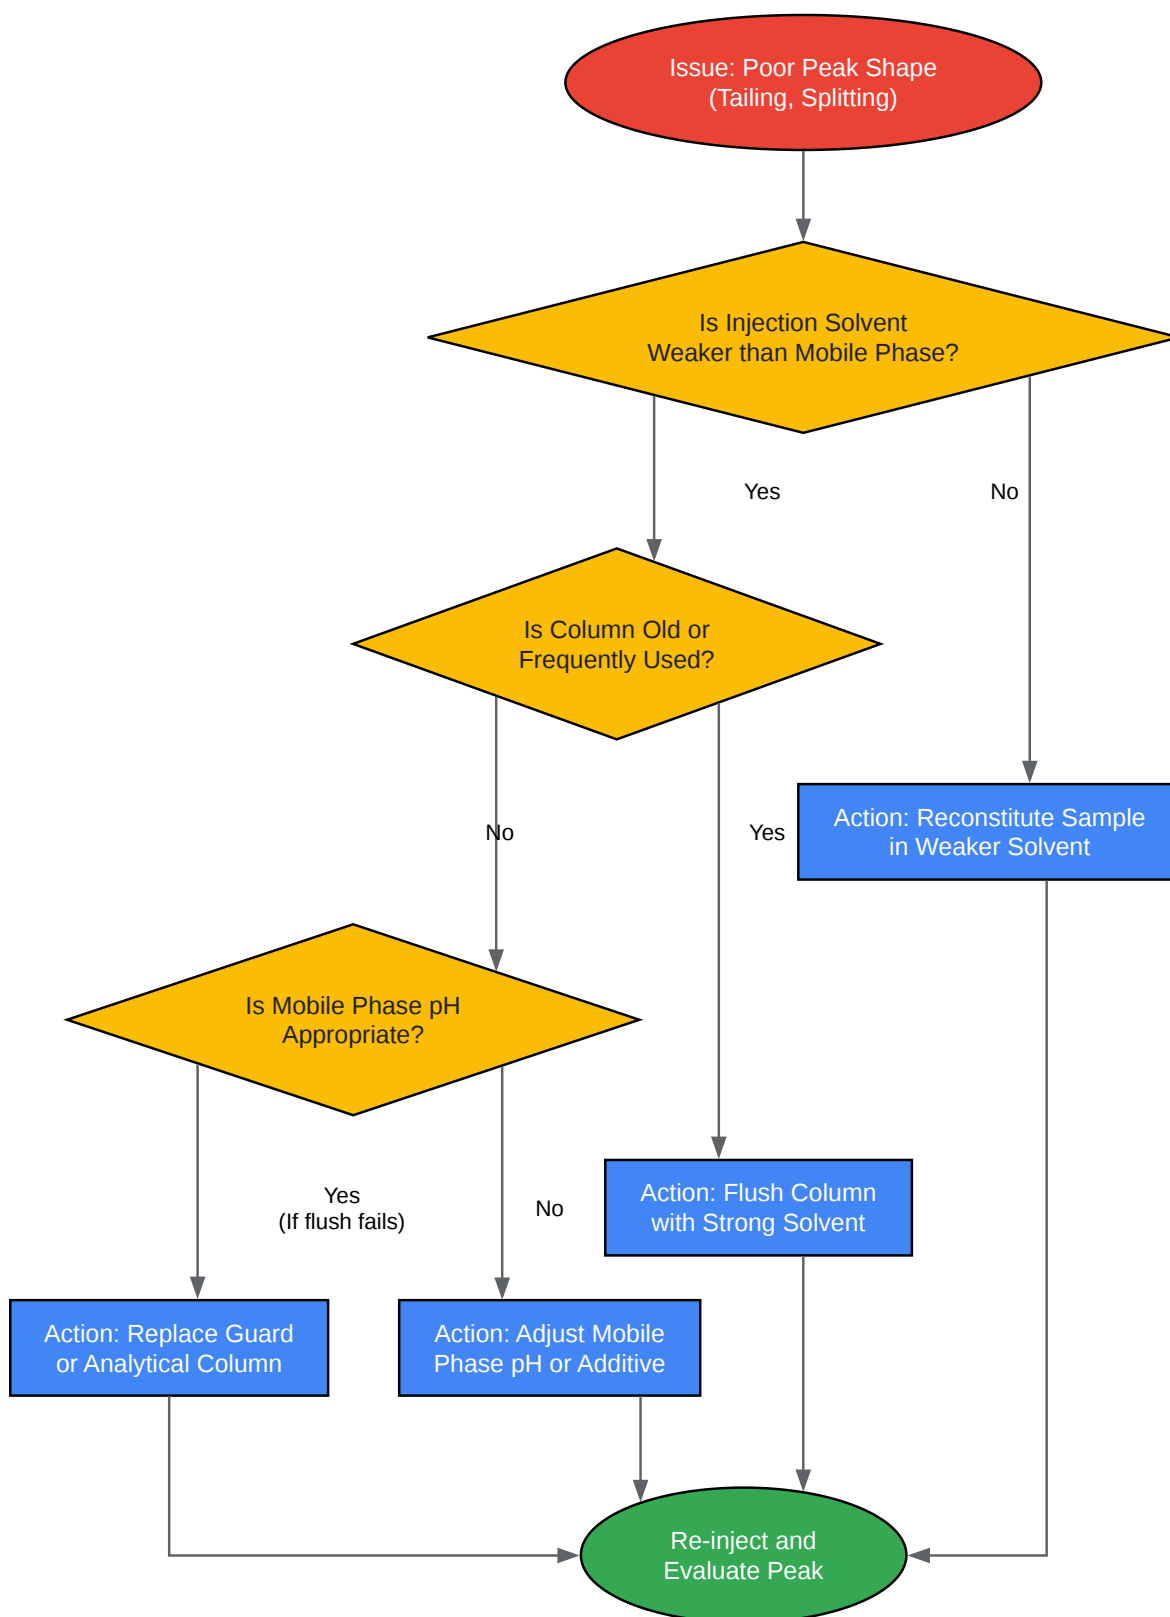 Issue: Poor Peak Shape
(Tailing, Splitting)
Is Injection Solvent
Weaker than Mobile Phase?
Yes
No
Is Column Old or
Frequently Used?
No
Yes
Action: Reconstitute Sample
in Weaker Solvent
Is Mobile Phase pH
Appropriate?
Yes
(If flush fails)
No
Action: Flush Column
with Strong Solvent
Action: Replace Guard
or Analytical Column
Action: Adjust Mobile
Phase pH or Additive
Re-inject and
Evaluate Peak